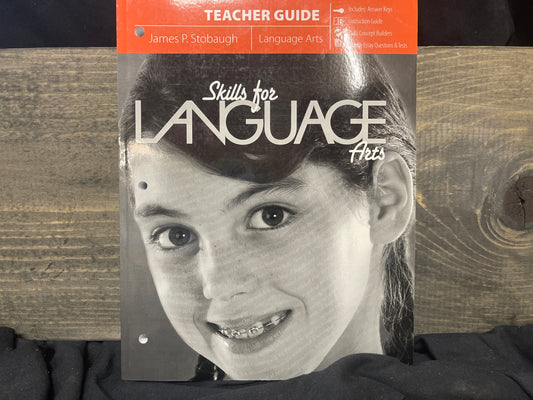 TEACHER GUIDE
James P. Stobaugh
Language Arts
Includes: Answer Keys
Instruction Guide
Concept Builders
Essay Questions & Tests
Skills for
LANGUAGE
Arts